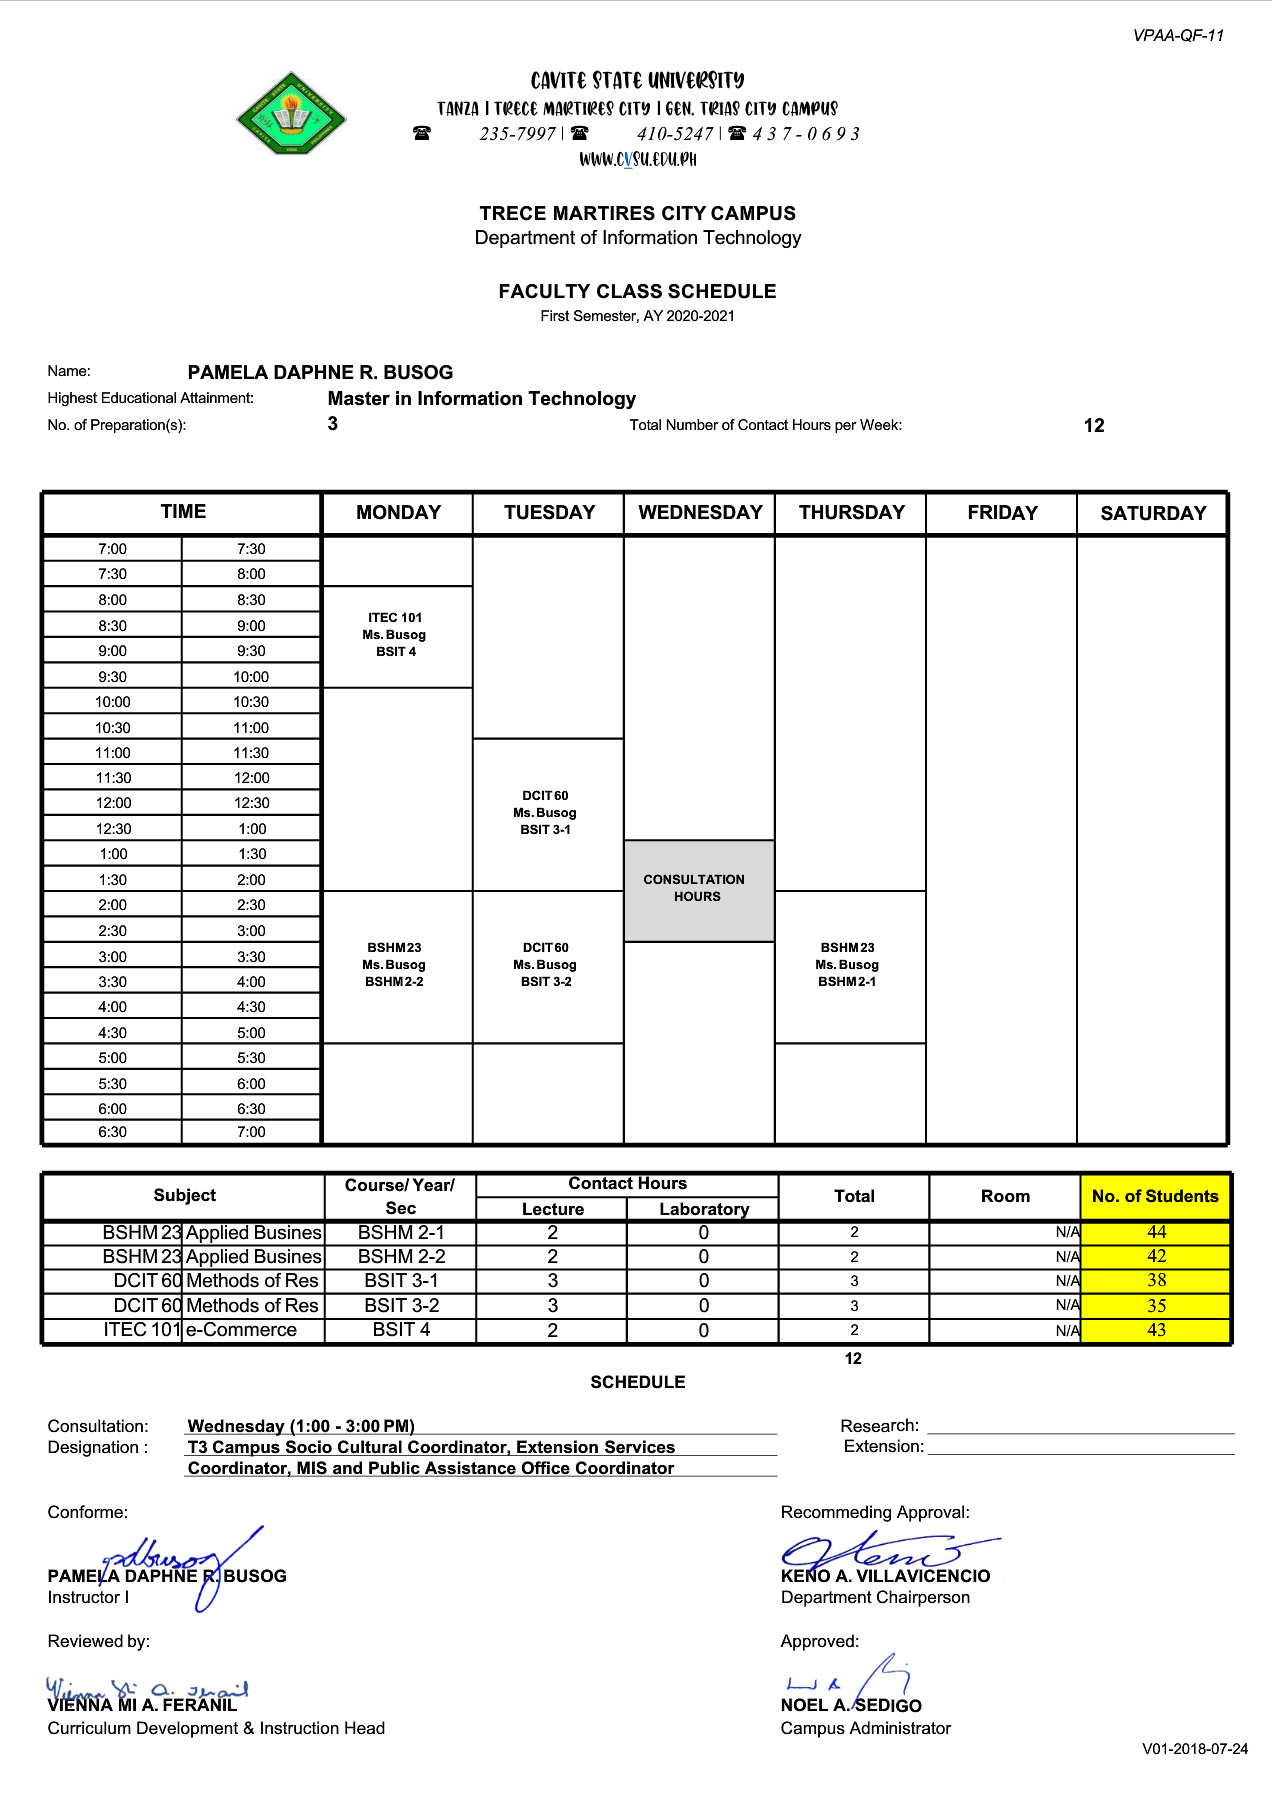 VPAA-QF-11
CAVITE STATE UNIVERSITY
TANZA | TRECE MARTIRES CITY | GEN. TRIAS CITY CAMPUS
☎ 235-7997 | ☎ 410-5247 | ☎ 4 3 7 - 0 6 9 3
WWW.CVSU.EDU.PH
TRECE MARTIRES CITY CAMPUS
Department of Information Technology
FACULTY CLASS SCHEDULE
First Semester, AY 2020-2021
Name: PAMELA DAPHNE R. BUSOG
Highest Educational Attainment: Master in Information Technology
No. of Preparation(s): 3 Total Number of Contact Hours per Week: 12
TIME MONDAY TUESDAY WEDNESDAY THURSDAY FRIDAY SATURDAY
7:00 7:30
7:30 8:00
8:00 8:30
8:30 9:00
9:00 9:30
9:30 10:00
10:00 10:30
10:30 11:00
11:00 11:30
11:30 12:00
12:00 12:30
12:30 1:00
1:00 1:30
1:30 2:00
2:00 2:30
2:30 3:00
3:00 3:30
3:30 4:00
4:00 4:30
4:30 5:00
5:00 5:30
5:30 6:00
6:00 6:30
6:30 7:00
ITEC 101
Ms. Busog
BSIT 4
BSHM 23
Ms. Busog
BSHM 2-2
DCIT 60
Ms. Busog
BSIT 3-1
DCIT 60
Ms. Busog
BSIT 3-2
CONSULTATION
HOURS
BSHM 23
Ms. Busog
BSHM 2-1
Subject Course/ Year/ Sec Contact Hours Total Room No. of Students
Lecture Laboratory
BSHM 23 Applied Busines BSHM 2-1 2 0 2 N/A 44
BSHM 23 Applied Busines BSHM 2-2 2 0 2 N/A 42
DCIT 60 Methods of Res BSIT 3-1 3 0 3 N/A 38
DCIT 60 Methods of Res BSIT 3-2 3 0 3 N/A 35
ITEC 101 e-Commerce BSIT 4 2 0 2 N/A 43
12
SCHEDULE
Consultation: Wednesday (1:00 - 3:00 PM) Research:
Designation : T3 Campus Socio Cultural Coordinator, Extension Services Extension:
Coordinator, MIS and Public Assistance Office Coordinator
Conforme: Recommeding Approval:
pdbusog
PAMELA DAPHNE R. BUSOG KENO A. VILLAVICENCIO
Instructor I Department Chairperson
Reviewed by: Approved:
Vienna Mi A. Feranil
VIENNA MI A. FERANIL NOEL A. SEDIGO
Curriculum Development & Instruction Head Campus Administrator
V01-2018-07-24